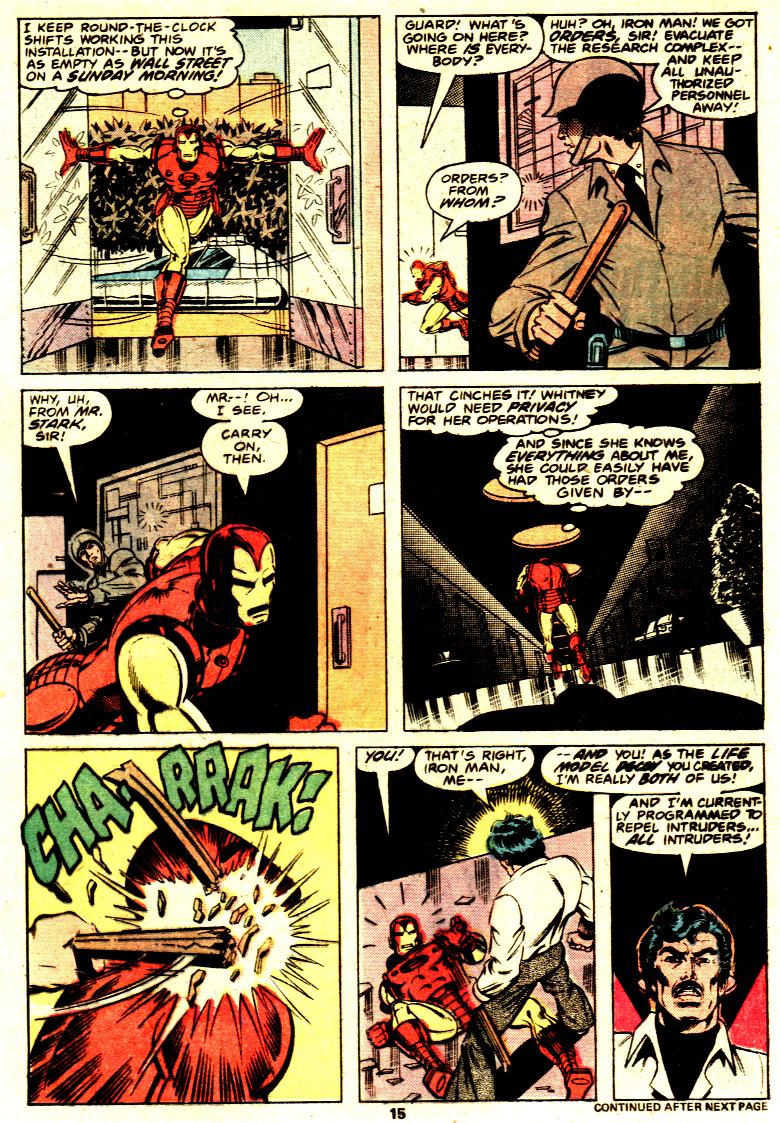 I KEEP ROUND-THE-CLOCK
SHIFTS WORKING THIS
INSTALLATION--BUT NOW IT'S
AS EMPTY AS WALL STREET
ON A SUNDAY MORNING!
GUARD! WHAT'S
GOING ON HERE?
WHERE IS EVERY-
BODY?
HUH? OH, IRON MAN! WE GOT
ORDERS, SIR! EVACUATE
THE RESEARCH COMPLEX--
AND KEEP
ALL UNAU-
THORIZED
PERSONNEL
AWAY!
ORDERS?
FROM
WHOM?
WHY, UH,
FROM MR.
STARK,
SIR!
MR--! OH...
I SEE.
CARRY
ON,
THEN.
THAT CINCHES IT! WHITNEY
WOULD NEED PRIVACY
FOR HER OPERATIONS!
AND SINCE SHE KNOWS
EVERYTHING ABOUT ME,
SHE COULD EASILY HAVE
HAD THOSE ORDERS
GIVEN BY--
CHA-RRAK!
YOU!
THAT'S RIGHT,
IRON MAN,
ME--
--AND YOU! AS THE LIFE
MODEL DECOY YOU CREATED,
I'M REALLY BOTH OF US!
AND I'M CURRENT-
LY PROGRAMMED TO
REPEL INTRUDERS...
ALL INTRUDERS!
15
CONTINUED AFTER NEXT PAGE